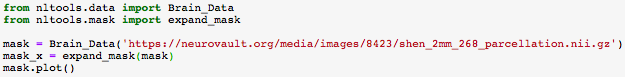 from nltools.data import Brain_Data
from nltools.mask import expand_mask

mask = Brain_Data('https://neurovault.org/media/images/8423/shen_2mm_268_parcellation.nii.gz')
mask_x = expand_mask(mask)
mask.plot()